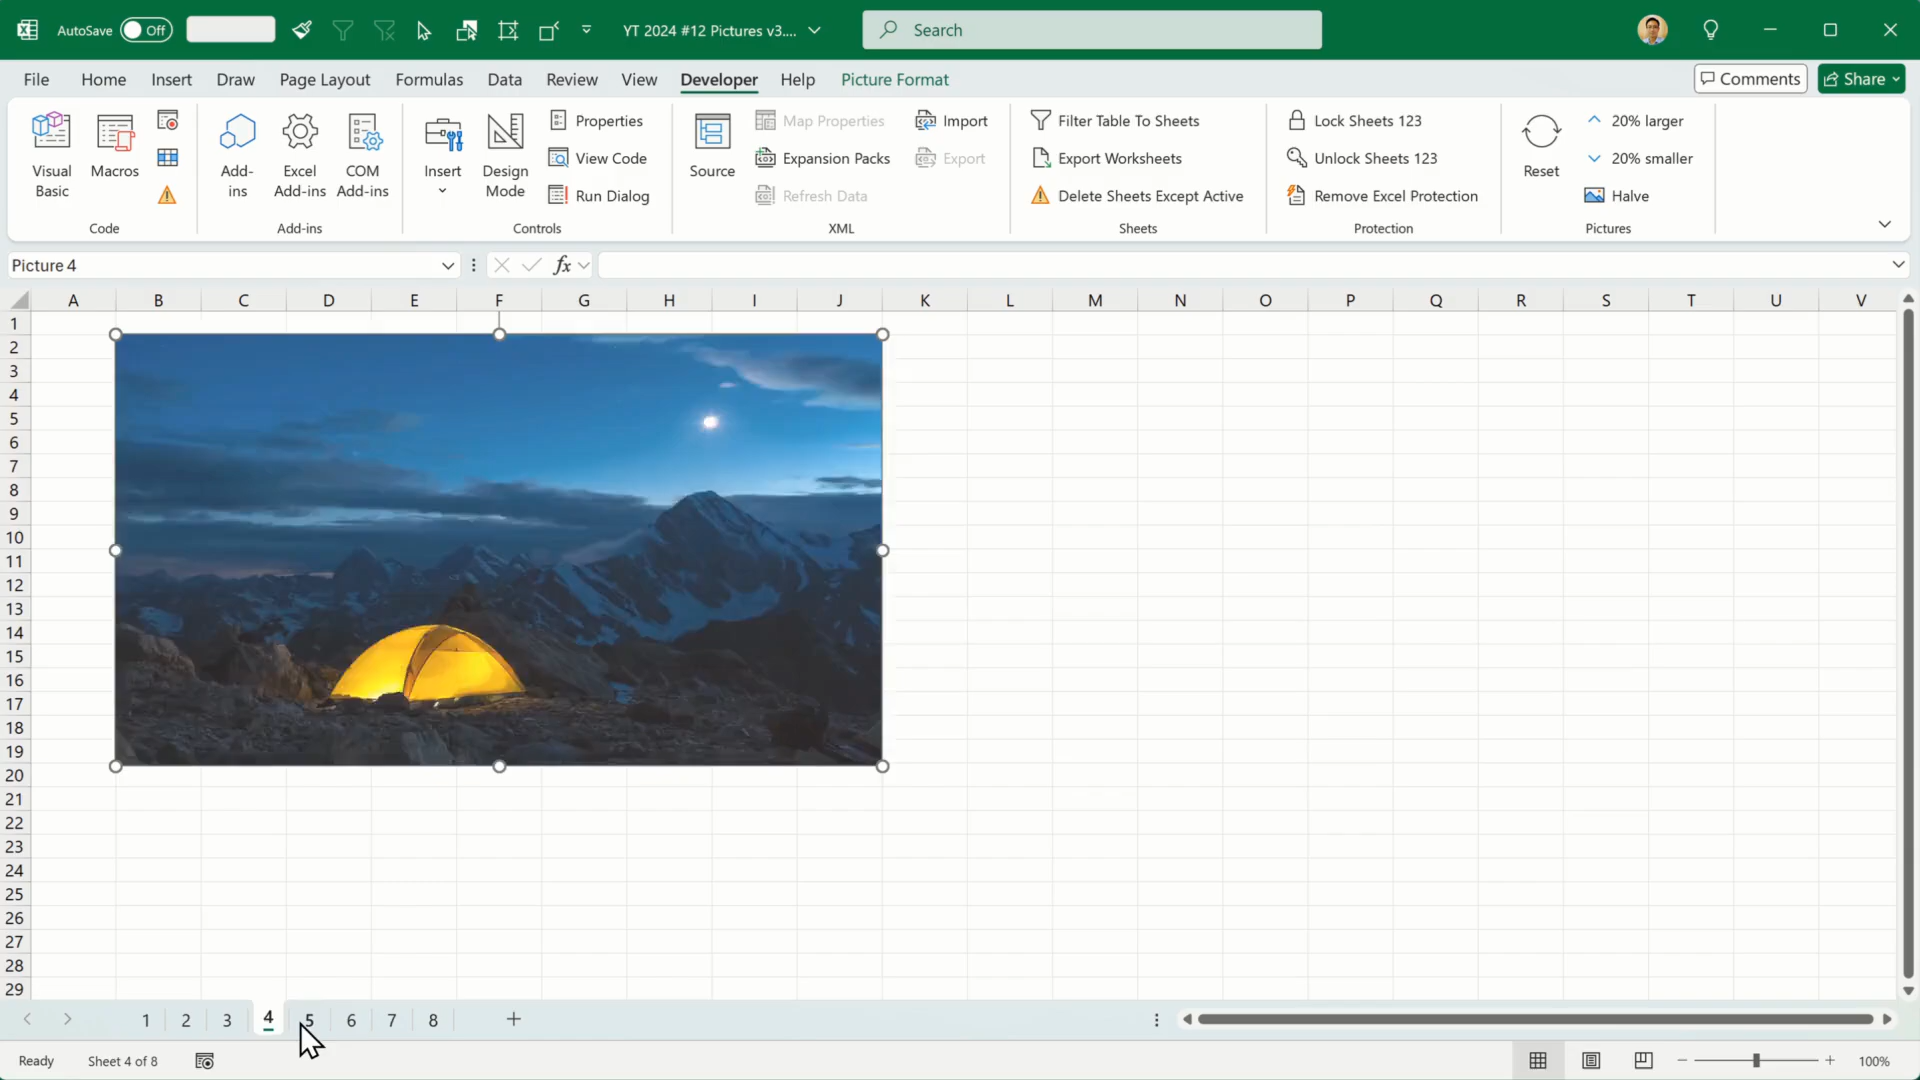 AutoSave Off YT 2024 #12 Pictures v3.... Search
File Home Insert Draw Page Layout Formulas Data Review View Developer Help Picture Format Comments Share
Visual Basic
Macros
Code
Add-ins
Excel Add-ins
COM Add-ins
Add-ins
Insert
Design Mode
Properties
View Code
Run Dialog
Controls
Source
Map Properties
Expansion Packs
Refresh Data
Import
Export
XML
Filter Table To Sheets
Export Worksheets
Delete Sheets Except Active
Sheets
Lock Sheets 123
Unlock Sheets 123
Remove Excel Protection
Protection
Reset
20% larger
20% smaller
Halve
Pictures
Picture 4 fx
A B C D E F G H I J K L M N O P Q R S T U V
1
2
3
4
5
6
7
8
9
10
11
12
13
14
15
16
17
18
19
20
21
22
23
24
25
26
27
28
29
1 2 3 4 5 6 7 8
Ready Sheet 4 of 8 100%